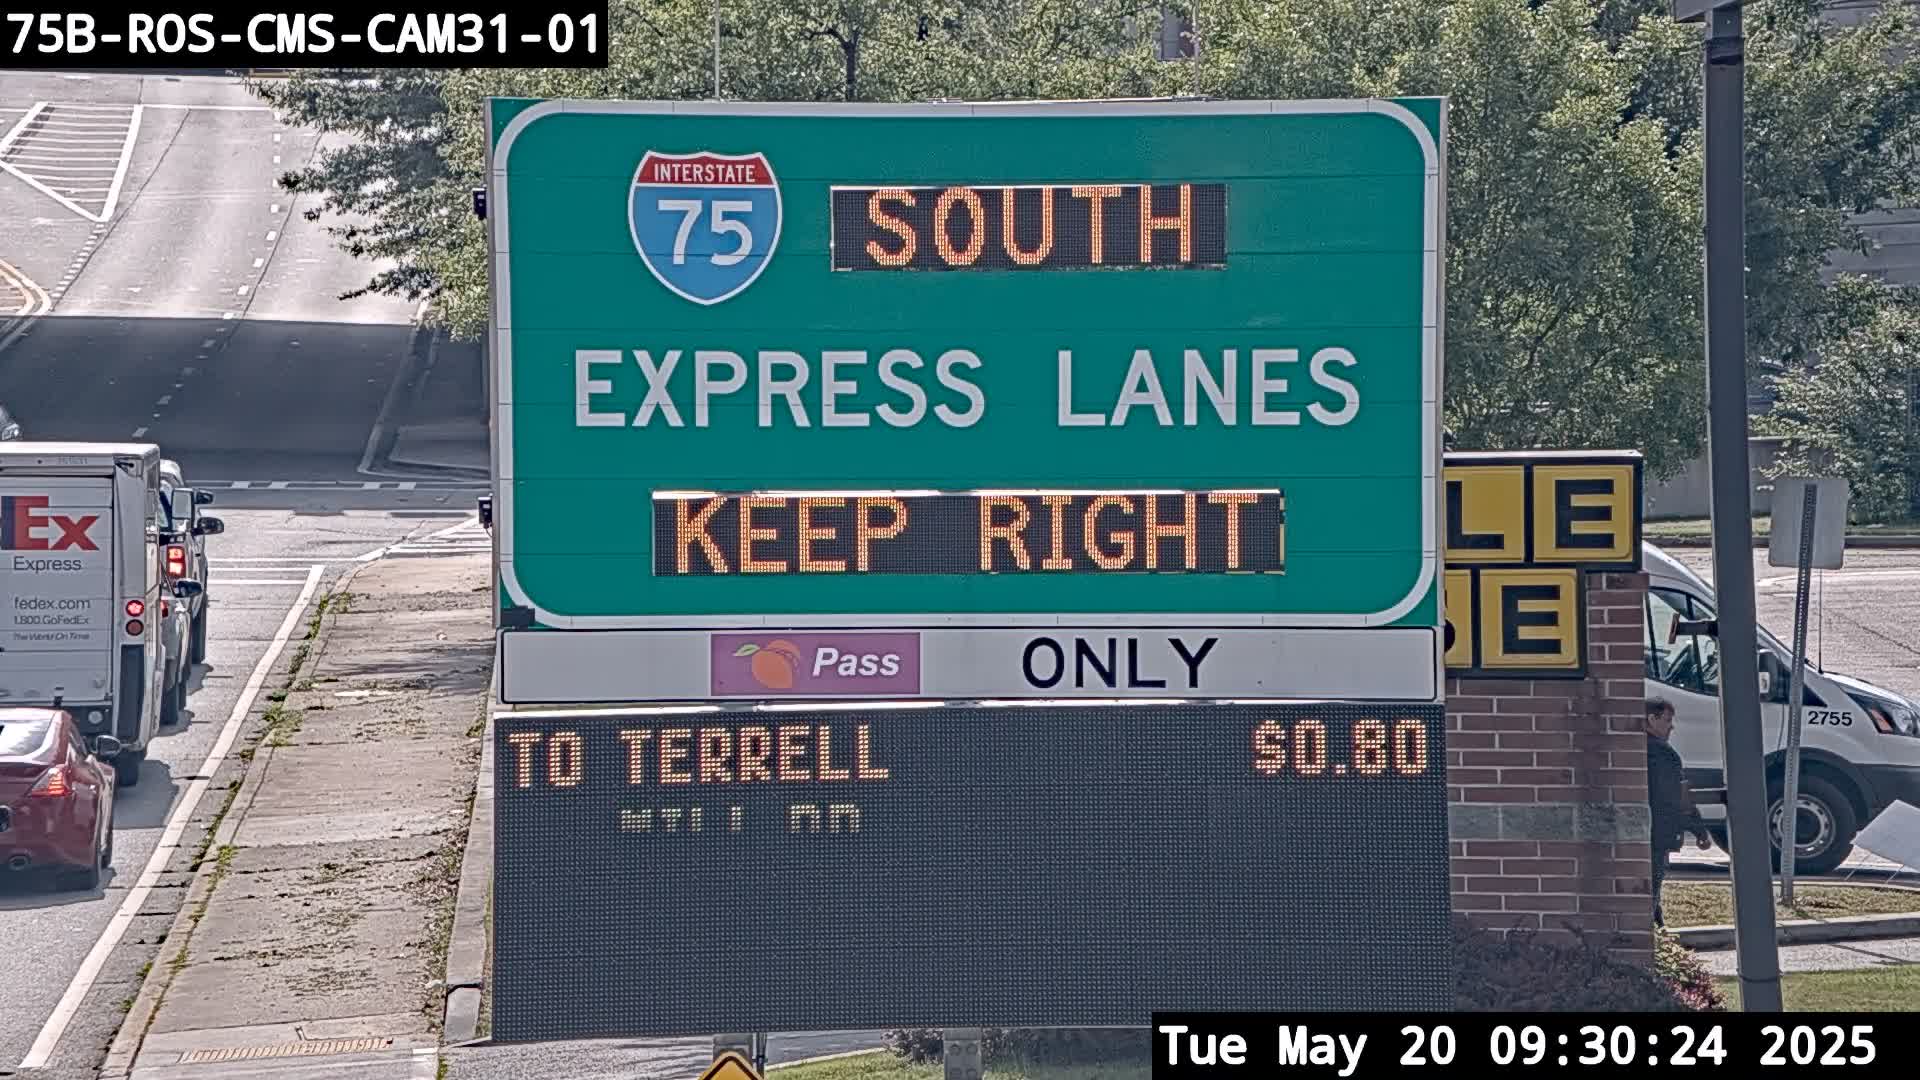 75B-ROS-CMS-CAM31-01
INTERSTATE
75
SOUTH
EXPRESS LANES
KEEP RIGHT
Pass ONLY
TO TERRELL $0.80
Ex
Express
fedex.com
1.800.GoFedEx
The World On Time
LE
E
2755
Tue May 20 09:30:24 2025